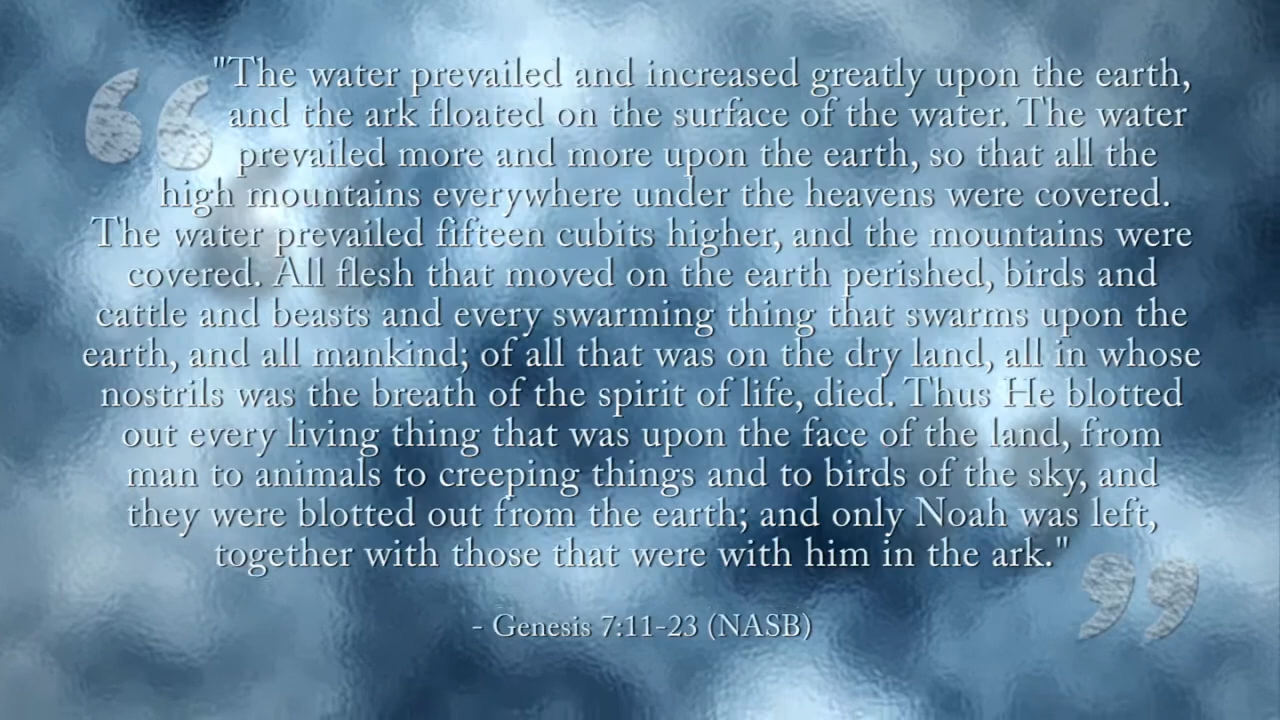 "The water prevailed and increased greatly upon the earth,
and the ark floated on the surface of the water. The water
prevailed more and more upon the earth, so that all the
high mountains everywhere under the heavens were covered.
The water prevailed fifteen cubits higher, and the mountains were
covered. All flesh that moved on the earth perished, birds and
cattle and beasts and every swarming thing that swarms upon the
earth, and all mankind; of all that was on the dry land, all in whose
nostrils was the breath of the spirit of life, died. Thus He blotted
out every living thing that was upon the face of the land, from
man to animals to creeping things and to birds of the sky, and
they were blotted out from the earth; and only Noah was left,
together with those that were with him in the ark."
- Genesis 7:11-23 (NASB)